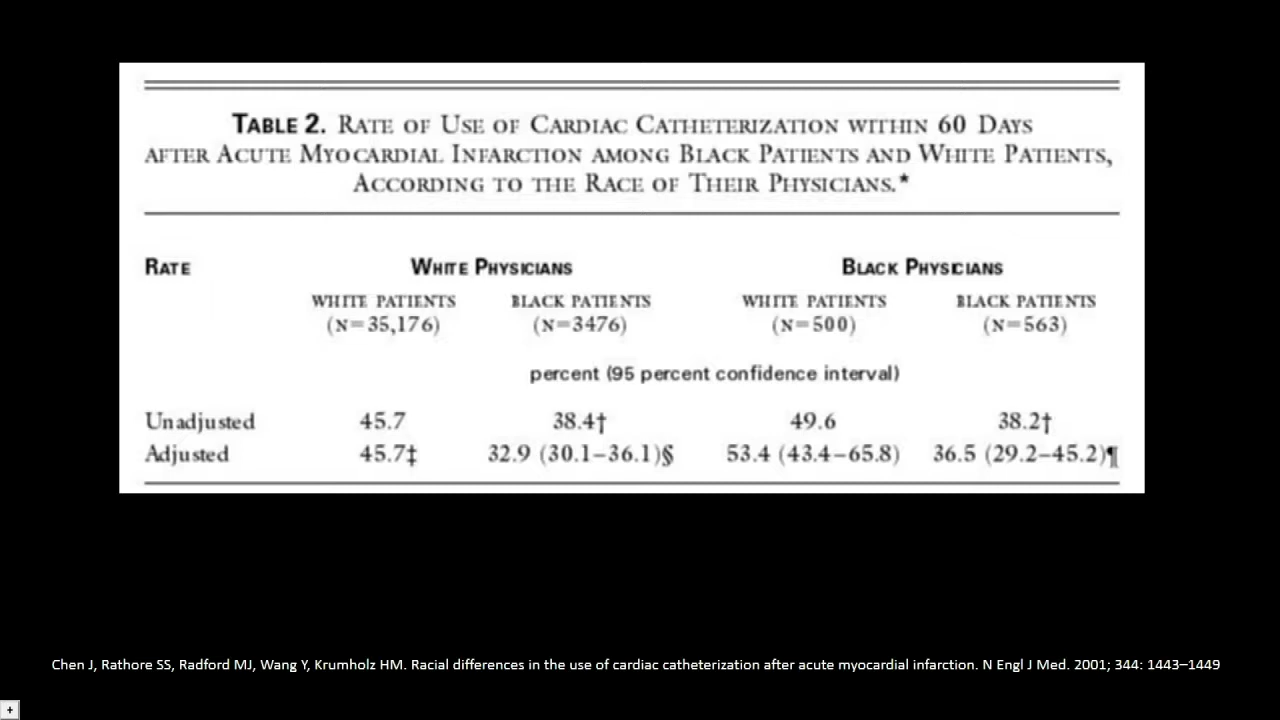 TABLE 2. RATE OF USE OF CARDIAC CATHETERIZATION WITHIN 60 DAYS
AFTER ACUTE MYOCARDIAL INFARCTION AMONG BLACK PATIENTS AND WHITE PATIENTS,
ACCORDING TO THE RACE OF THEIR PHYSICIANS.*
RATE WHITE PHYSICIANS BLACK PHYSICIANS
WHITE PATIENTS BLACK PATIENTS WHITE PATIENTS BLACK PATIENTS
(N=35,176) (N=3476) (N=500) (N=563)
percent (95 percent confidence interval)
Unadjusted 45.7 38.4† 49.6 38.2†
Adjusted 45.7‡ 32.9 (30.1–36.1)§ 53.4 (43.4–65.8) 36.5 (29.2–45.2)¶
Chen J, Rathore SS, Radford MJ, Wang Y, Krumholz HM. Racial differences in the use of cardiac catheterization after acute myocardial infarction. N Engl J Med. 2001; 344: 1443–1449
+